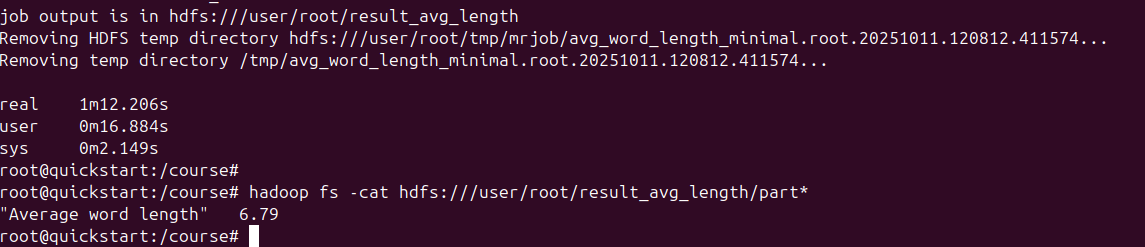 job output is in hdfs:///user/root/result_avg_length
Removing HDFS temp directory hdfs:///user/root/tmp/mrjob/avg_word_length_minimal.root.20251011.120812.411574...
Removing temp directory /tmp/avg_word_length_minimal.root.20251011.120812.411574...

real    1m12.206s
user    0m16.884s
sys     0m2.149s
root@quickstart:/course#
root@quickstart:/course# hadoop fs -cat hdfs:///user/root/result_avg_length/part*
"Average word length"   6.79
root@quickstart:/course#